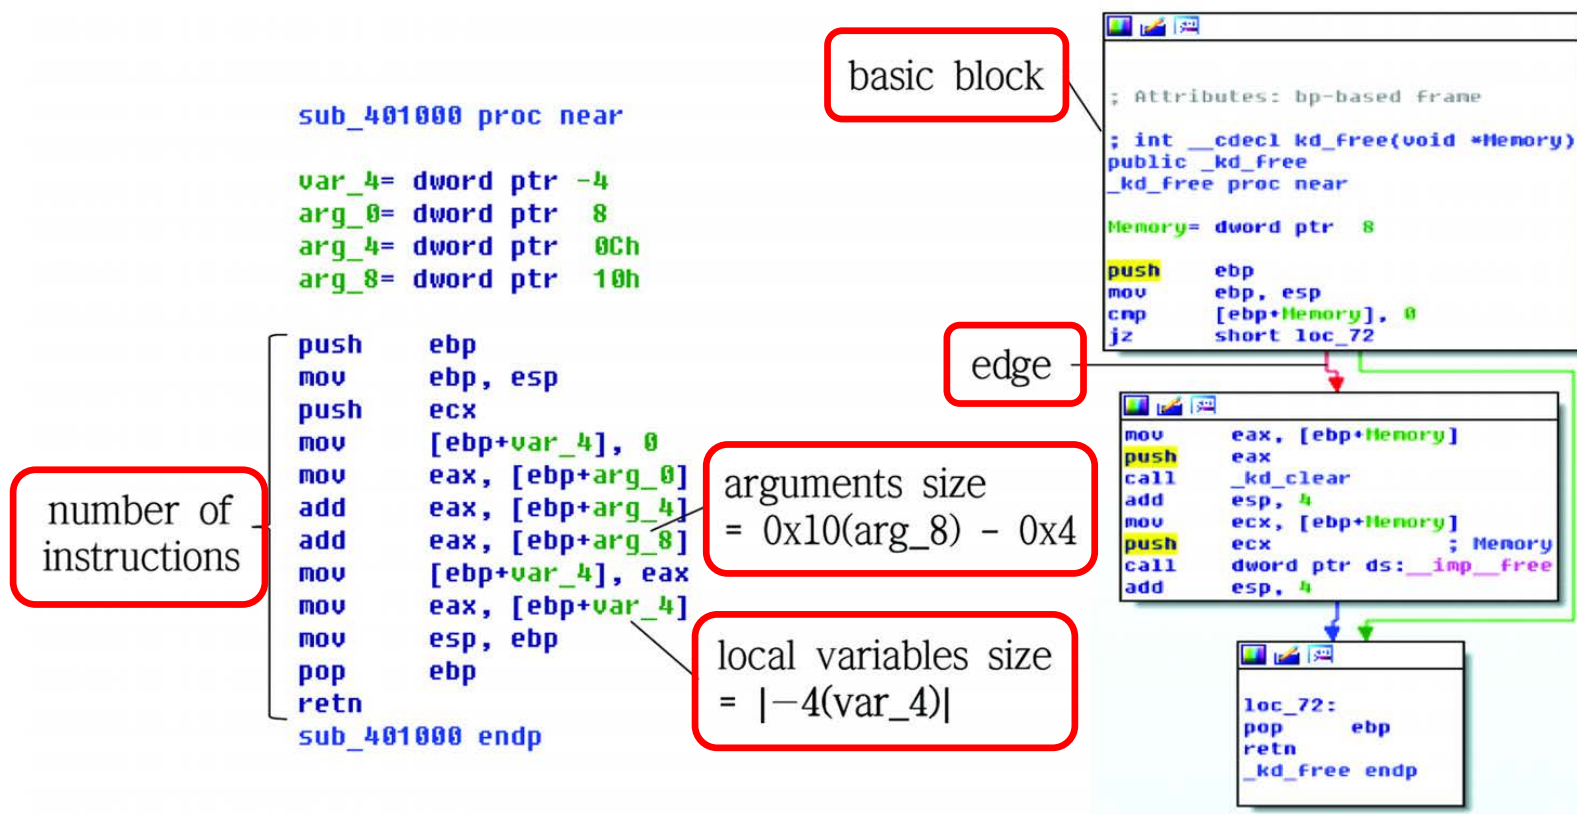 sub_401000 proc near
var_4= dword ptr -4
arg_0= dword ptr 8
arg_4= dword ptr 0Ch
arg_8= dword ptr 10h
push ebp
mov ebp, esp
push ecx
mov [ebp+var_4], 0
mov eax, [ebp+arg_0]
add eax, [ebp+arg_4]
add eax, [ebp+arg_8]
mov [ebp+var_4], eax
mov eax, [ebp+var_4]
mov esp, ebp
pop ebp
retn
sub_401000 endp
number of
instructions
arguments size
= 0x10(arg_8) - 0x4
local variables size
= |-4(var_4)|
basic block
edge
; Attributes: bp-based frame
; int __cdecl kd_free(void *Memory)
public _kd_free
_kd_free proc near
Memory= dword ptr 8
push ebp
mov ebp, esp
cmp [ebp+Memory], 0
jz short loc_72
mov eax, [ebp+Memory]
push eax
call _kd_clear
add esp, 4
mov ecx, [ebp+Memory]
push ecx ; Memory
call dword ptr ds:__imp__free
add esp, 4
loc_72:
pop ebp
retn
_kd_free endp